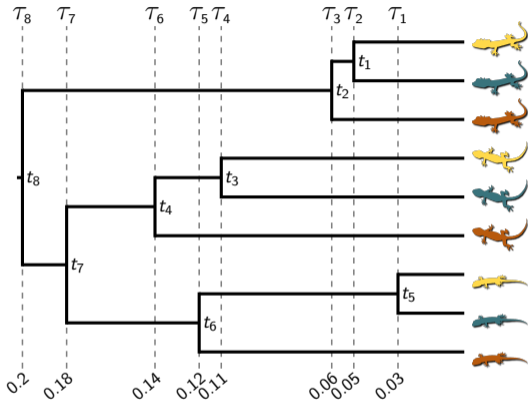 τ₈ τ₇ τ₆ τ₅ τ₄ τ₃ τ₂ τ₁
t₁
t₂
t₈
t₃
t₄
t₇
t₅
t₆
0.2 0.18 0.14 0.12 0.11 0.06 0.05 0.03